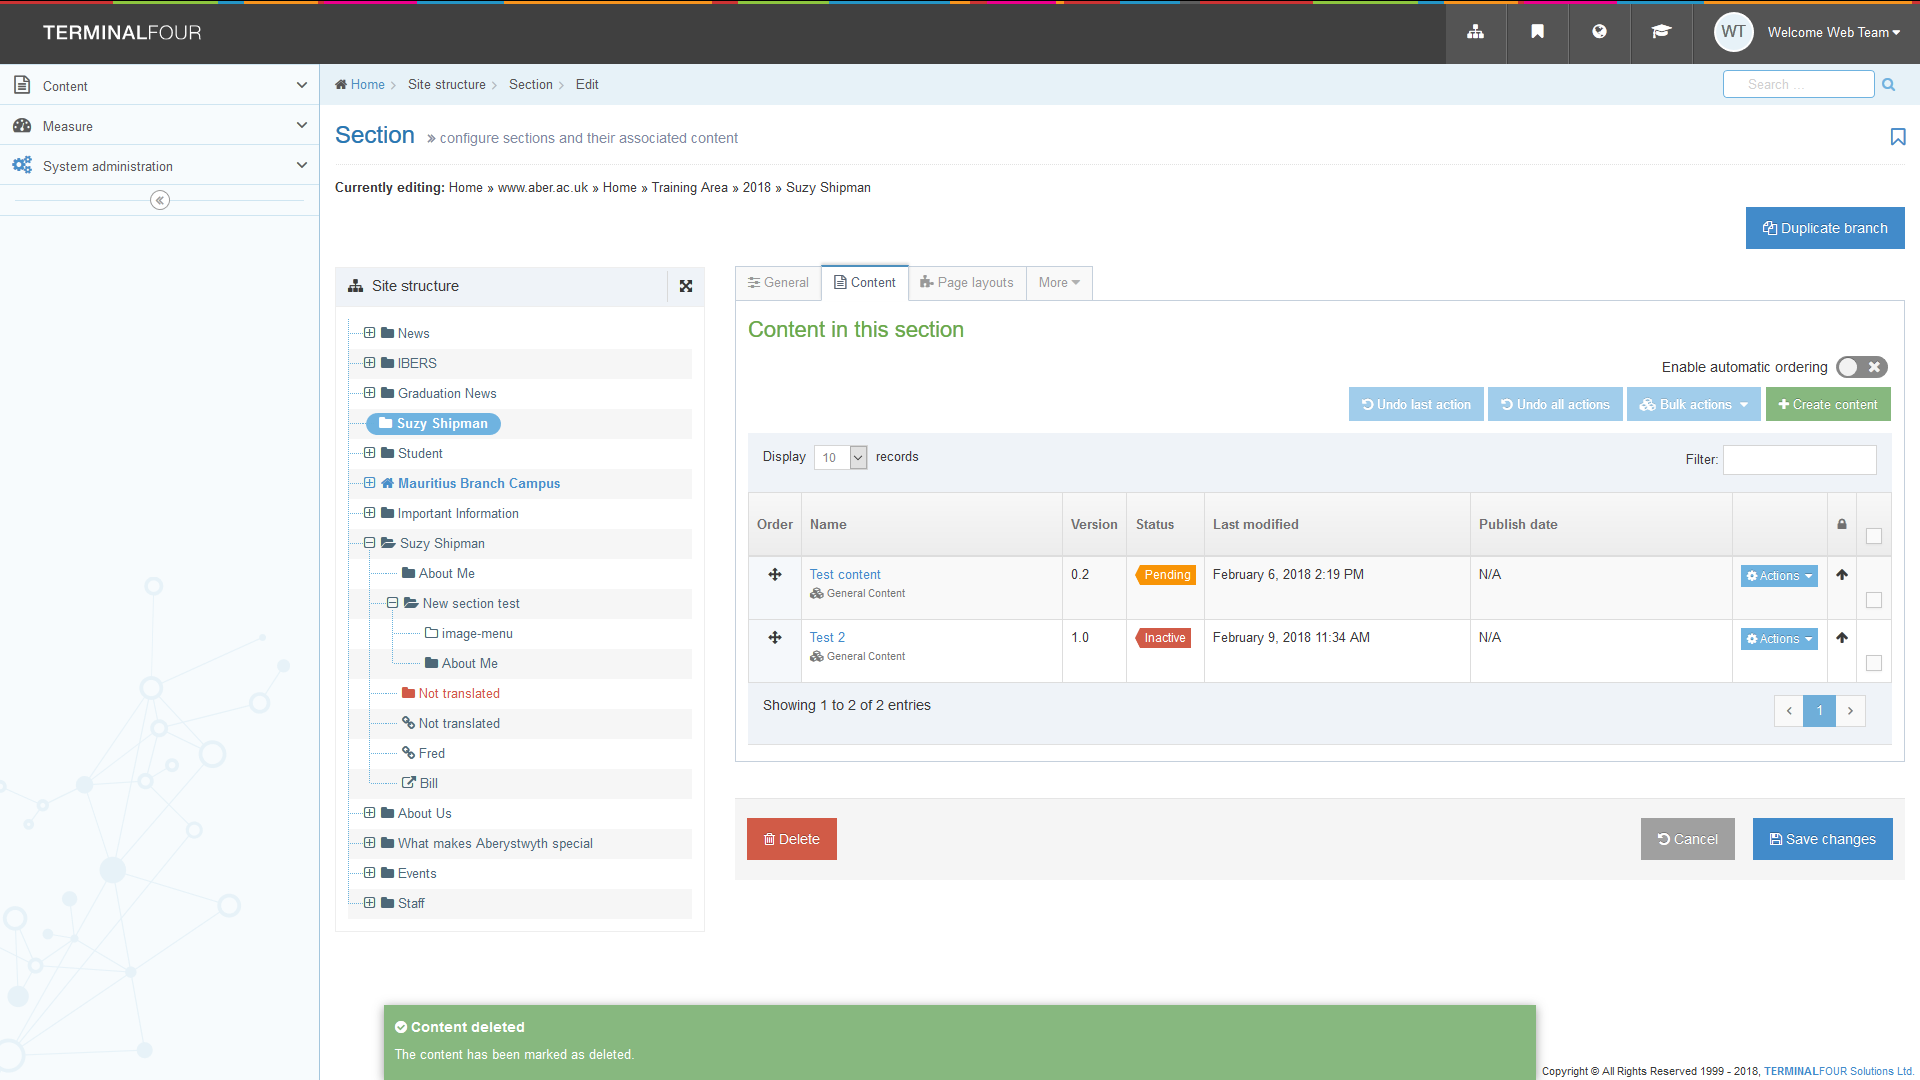 TERMINALFOUR
WT
Welcome Web Team
Content
Measure
System administration
Home
Site structure
Section
Edit
Search ...
Section
» configure sections and their associated content
Currently editing: Home » www.aber.ac.uk » Home » Training Area » 2018 » Suzy Shipman
Duplicate branch
Site structure
News
IBERS
Graduation News
Suzy Shipman
Student
Mauritius Branch Campus
Important Information
Suzy Shipman
About Me
New section test
image-menu
About Me
Not translated
Not translated
Fred
Bill
About Us
What makes Aberystwyth special
Events
Staff
General
Content
Page layouts
More
Content in this section
Enable automatic ordering
Undo last action
Undo all actions
Bulk actions
Create content
Display 10 records
Filter:
Order Name Version Status Last modified Publish date
Test content 0.2 Pending February 6, 2018 2:19 PM N/A Actions
General Content
Test 2 1.0 Inactive February 9, 2018 11:34 AM N/A Actions
General Content
Showing 1 to 2 of 2 entries
1
Delete
Cancel
Save changes
Content deleted
The content has been marked as deleted.
Copyright © All Rights Reserved 1999 - 2018, TERMINALFOUR Solutions Ltd.